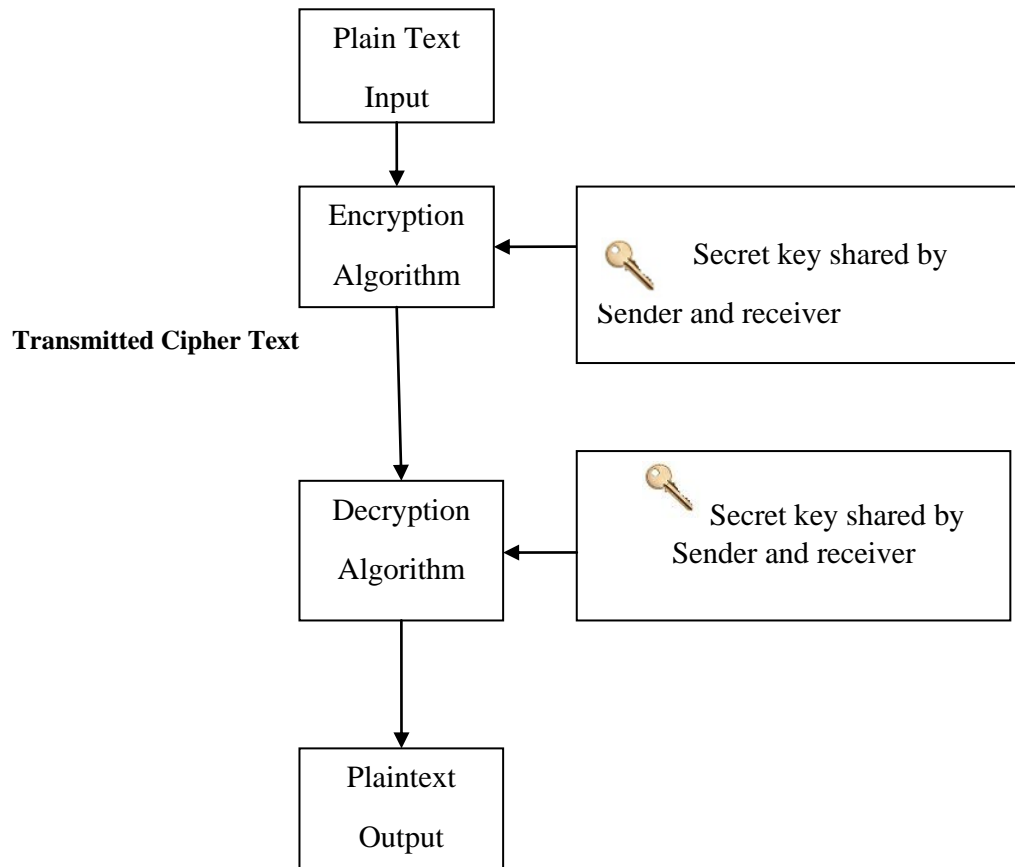 Plain Text
Input
Encryption
Algorithm
Secret key shared by
Sender and receiver
Transmitted Cipher Text
Decryption
Algorithm
Secret key shared by
Sender and receiver
Plaintext
Output